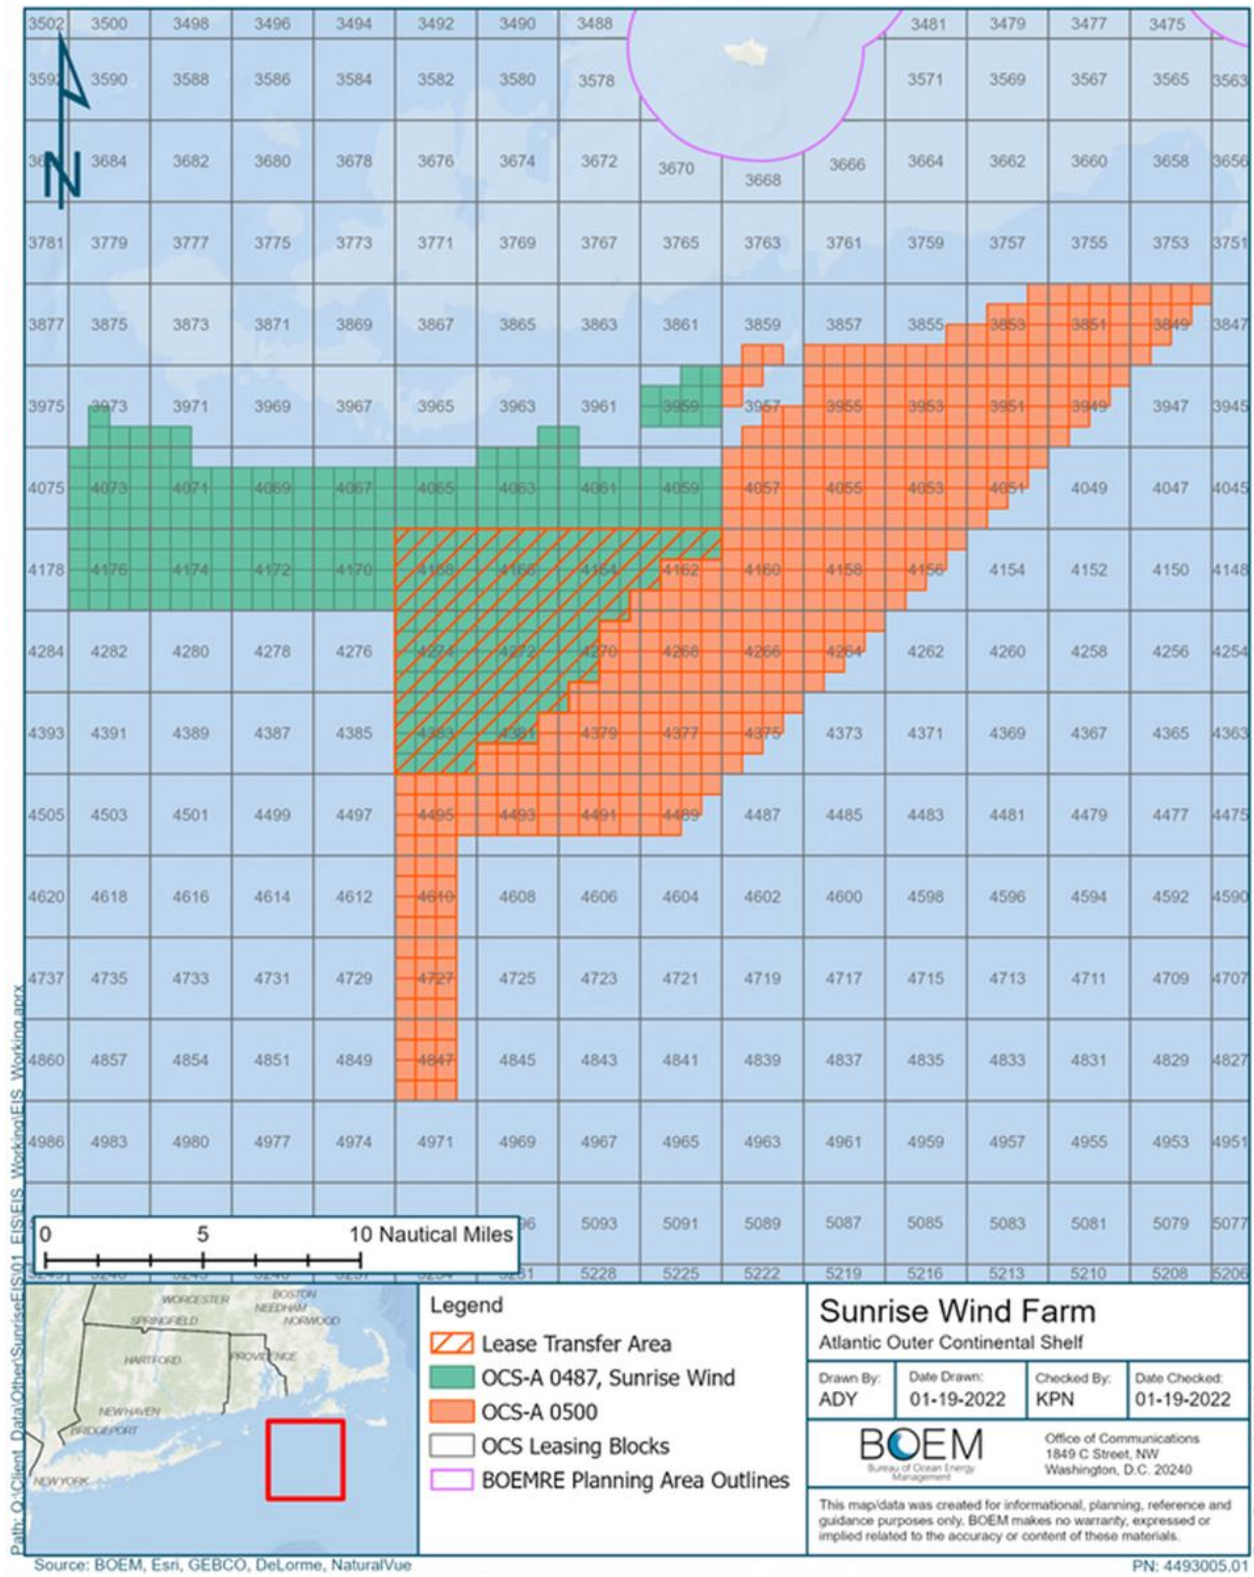 3502 3500 3498 3496 3494 3492 3490 3488 3481 3479 3477 3475
3592 3590 3588 3586 3584 3582 3580 3578 3571 3569 3567 3565 3563
N
3684 3682 3680 3678 3676 3674 3672 3670 3668 3666 3664 3662 3660 3658 3656
3781 3779 3777 3775 3773 3771 3769 3767 3765 3763 3761 3759 3757 3755 3753 3751
3877 3875 3873 3871 3869 3867 3865 3863 3861 3859 3857 3855 3853 3851 3849 3847
3975 3973 3971 3969 3967 3965 3963 3961 3959 3957 3955 3953 3951 3949 3947 3945
4075 4073 4071 4069 4067 4065 4063 4061 4059 4057 4055 4053 4051 4049 4047 4045
4178 4176 4174 4172 4170 4168 4166 4164 4162 4160 4158 4156 4154 4152 4150 4148
4284 4282 4280 4278 4276 4274 4272 4270 4268 4266 4264 4262 4260 4258 4256 4254
4393 4391 4389 4387 4385 4383 4381 4379 4377 4375 4373 4371 4369 4367 4365 4363
4505 4503 4501 4499 4497 4495 4493 4491 4489 4487 4485 4483 4481 4479 4477 4475
4620 4618 4616 4614 4612 4610 4608 4606 4604 4602 4600 4598 4596 4594 4592 4590
4737 4735 4733 4731 4729 4727 4725 4723 4721 4719 4717 4715 4713 4711 4709 4707
4860 4857 4854 4851 4849 4847 4845 4843 4841 4839 4837 4835 4833 4831 4829 4827
4986 4983 4980 4977 4974 4971 4969 4967 4965 4963 4961 4959 4957 4955 4953 4951
5093 5091 5089 5087 5085 5083 5081 5079 5077
0 5 10 Nautical Miles
5228 5225 5222 5219 5216 5213 5210 5208 5206
Path: Q:\Client_Data\Other\SunriseEIS\01_EIS\EIS_Working\EIS_Working.aprx
WORCESTER
BOSTON
NEEDHAM
SPRINGFIELD
NORWOOD
HARTFORD
PROVIDENCE
NEW HAVEN
BRIDGEPORT
NEW YORK
Legend
Lease Transfer Area
OCS-A 0487, Sunrise Wind
OCS-A 0500
OCS Leasing Blocks
BOEMRE Planning Area Outlines
Sunrise Wind Farm
Atlantic Outer Continental Shelf
Drawn By: Date Drawn: Checked By: Date Checked:
ADY 01-19-2022 KPN 01-19-2022
BOEM
Bureau of Ocean Energy
Management
Office of Communications
1849 C Street, NW
Washington, D.C. 20240
This map/data was created for informational, planning, reference and
guidance purposes only. BOEM makes no warranty, expressed or
implied related to the accuracy or content of these materials.
Source: BOEM, Esri, GEBCO, DeLorme, NaturalVue
PN: 4493005.01